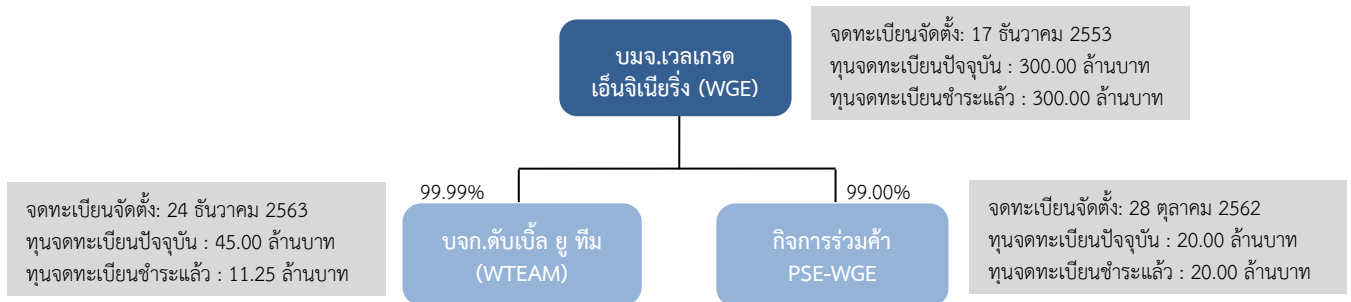 บมจ.เวลเกรด
เอ็นจิเนียริ่ง (WGE)
จดทะเบียนจัดตั้ง: 17 ธันวาคม 2553
ทุนจดทะเบียนปัจจุบัน : 300.00 ล้านบาท
ทุนจดทะเบียนชำระแล้ว : 300.00 ล้านบาท
99.99%
99.00%
จดทะเบียนจัดตั้ง: 24 ธันวาคม 2563
ทุนจดทะเบียนปัจจุบัน : 45.00 ล้านบาท
ทุนจดทะเบียนชำระแล้ว : 11.25 ล้านบาท
บจก.ดับเบิ้ล ยู ทีม
(WTEAM)
กิจการร่วมค้า
PSE-WGE
จดทะเบียนจัดตั้ง: 28 ตุลาคม 2562
ทุนจดทะเบียนปัจจุบัน : 20.00 ล้านบาท
ทุนจดทะเบียนชำระแล้ว : 20.00 ล้านบาท